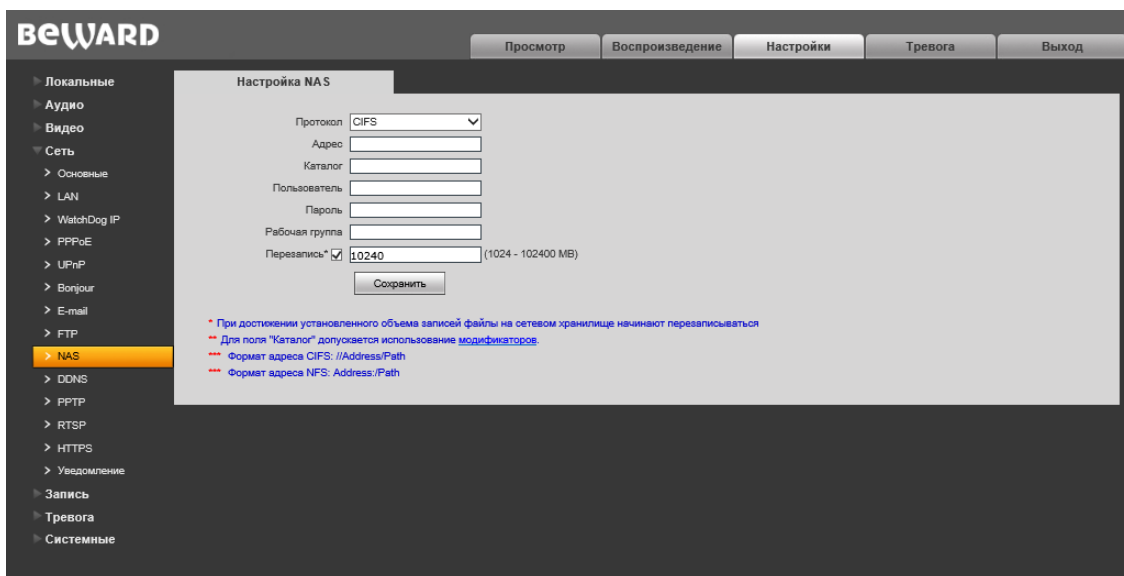 BEWARD
Просмотр
Воспроизведение
Настройки
Тревога
Выход
Локальные
Аудио
Видео
Сеть
Основные
LAN
WatchDog IP
PPPoE
UPnP
Bonjour
E-mail
FTP
NAS
DDNS
PPTP
RTSP
HTTPS
Уведомление
Запись
Тревога
Системные
Настройка NAS
Протокол CIFS
Адрес
Каталог
Пользователь
Пароль
Рабочая группа
Перезапись* 10240 (1024 - 102400 MB)
Сохранить
* При достижении установленного объема записей файлы на сетевом хранилище начинают перезаписываться
** Для поля "Каталог" допускается использование модификаторов.
*** Формат адреса CIFS: //Address/Path
*** Формат адреса NFS: Address:/Path